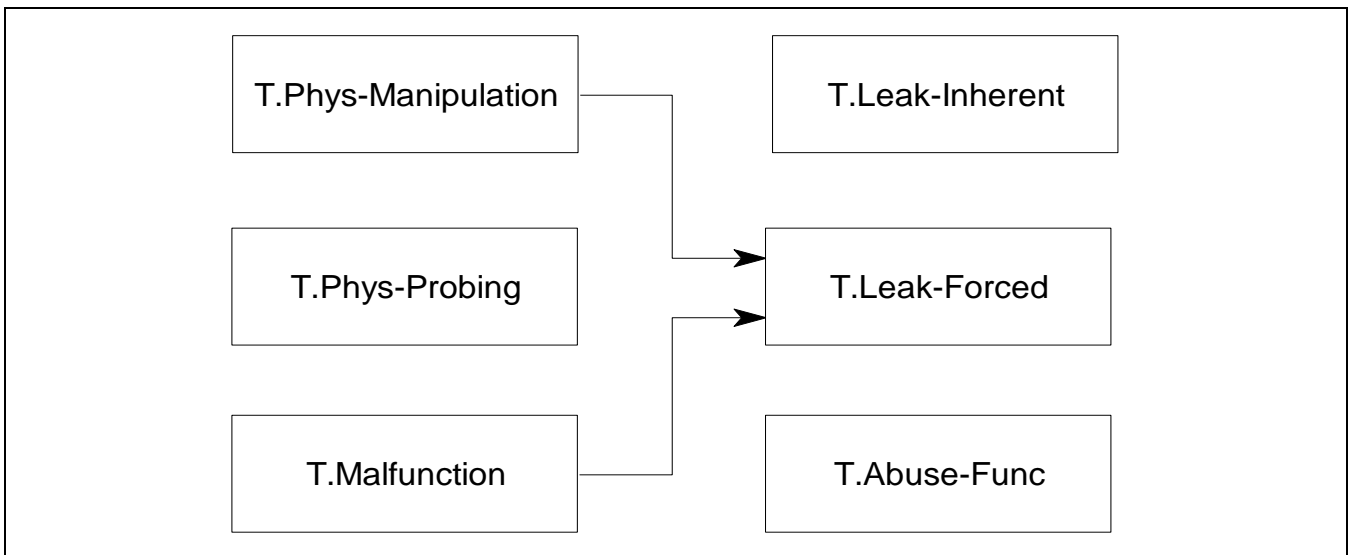 T.Phys-Manipulation
T.Leak-Inherent
T.Phys-Probing
T.Leak-Forced
T.Malfunction
T.Abuse-Func